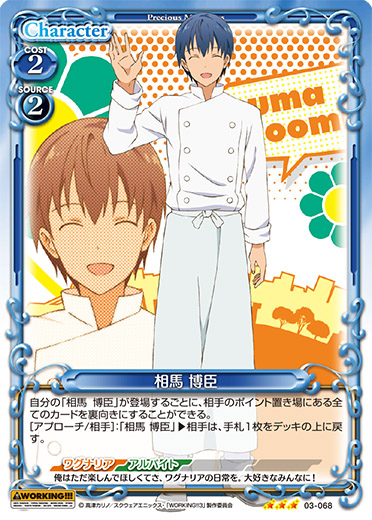 Precious M
Character
COST
2
SOURCE
2
uma
oom
相馬 博臣
自分の「相馬 博臣」が登場するごとに、相手のポイント置き場にある全
てのカードを裏向きにすることができる。
[アプローチ/相手]:「相馬 博臣」▶相手は、手札1枚をデッキの上に戻
す。
ワグナリア アルバイト
WORKING!!!
俺はただ楽しんでほしくてさ、ワグナリアの日常を。大好きなみんなに!
© 高津カリノ/スクウェアエニックス・「WORKING!!3」製作委員会
03-068